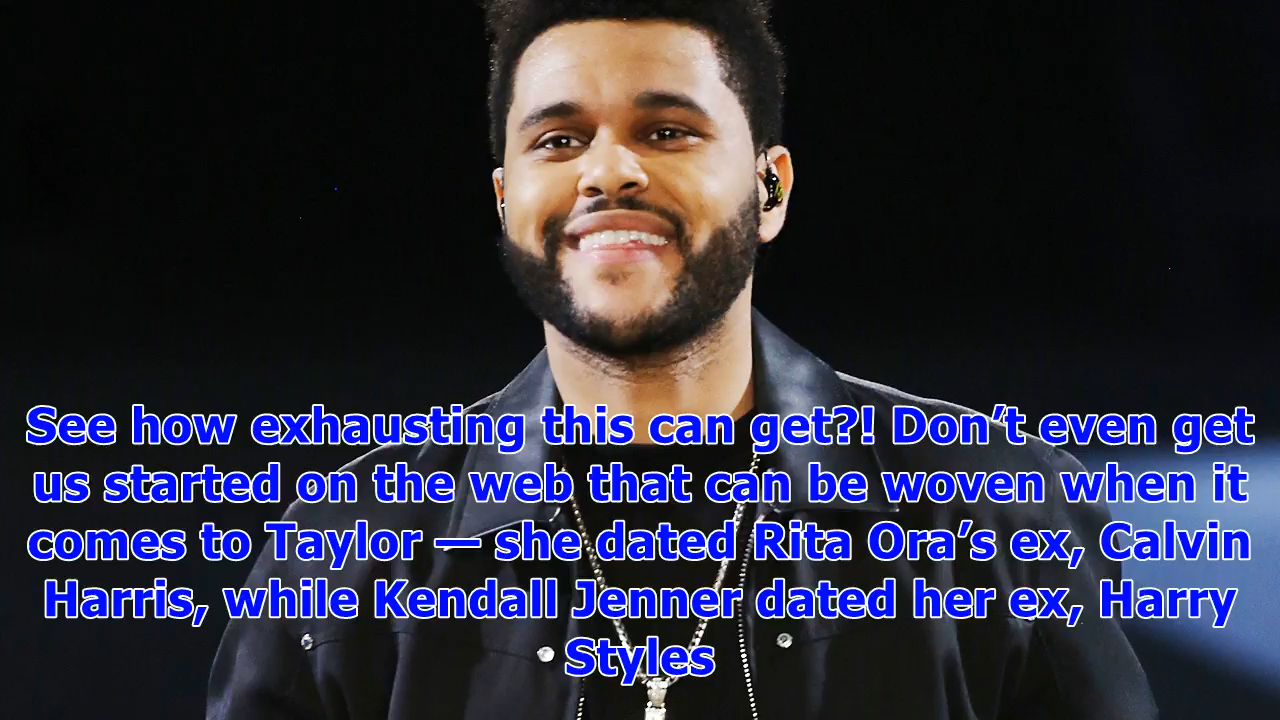 See how exhausting this can get?! Don’t even get
us started on the web that can be woven when it
comes to Taylor — she dated Rita Ora’s ex, Calvin
Harris, while Kendall Jenner dated her ex, Harry
Styles